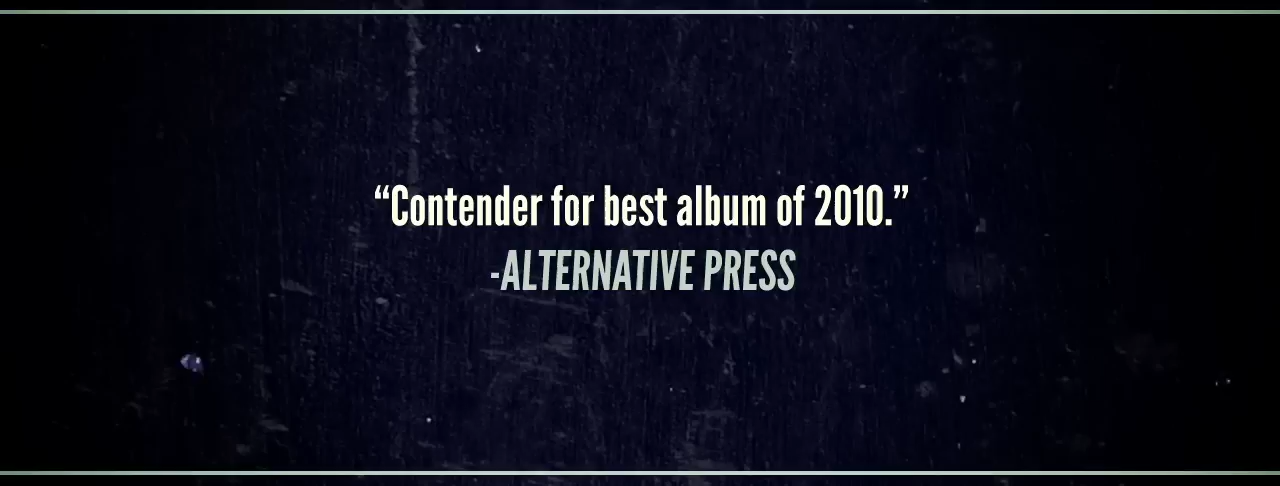 “Contender for best album of 2010.”
-ALTERNATIVE PRESS